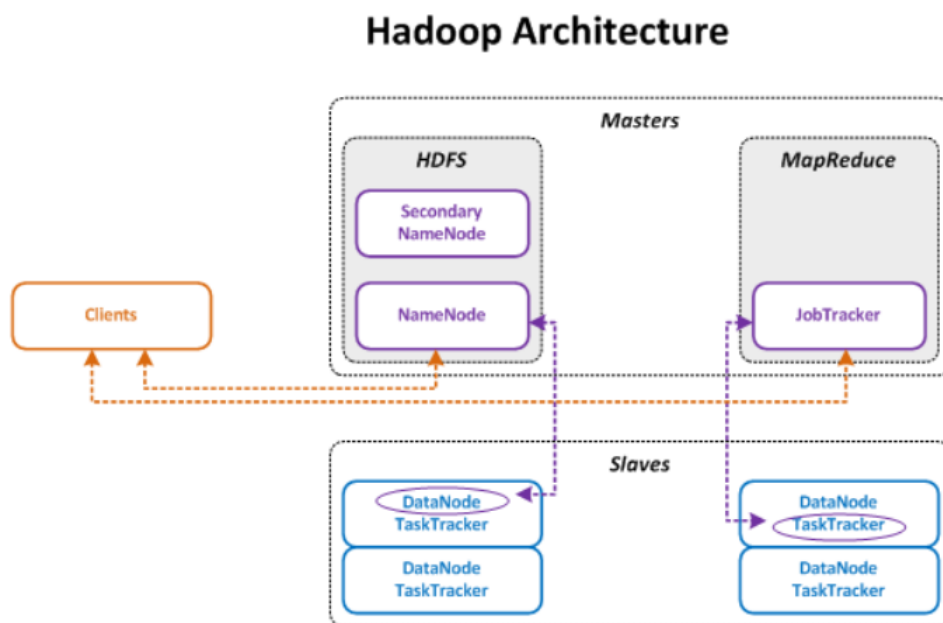 Hadoop Architecture
Masters
HDFS
MapReduce
Secondary
NameNode
Clients
NameNode
JobTracker
Slaves
DataNode
TaskTracker
DataNode
TaskTracker
DataNode
TaskTracker
DataNode
TaskTracker